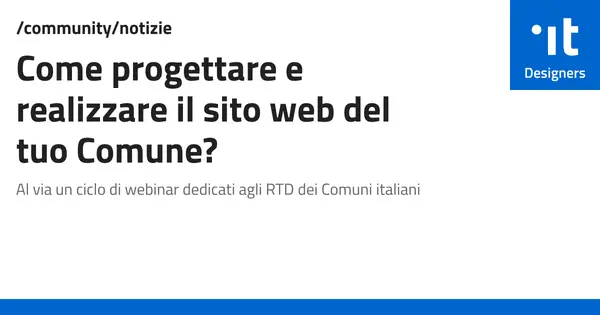 /community/notizie
Come progettare e
realizzare il sito web del
tuo Comune?
Al via un ciclo di webinar dedicati agli RTD dei Comuni italiani
it
Designers